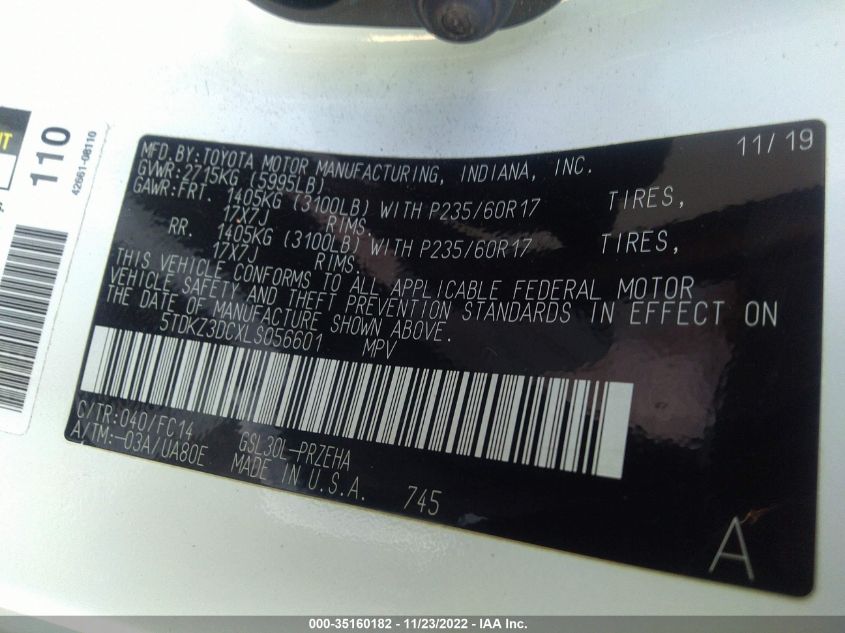 MFD.BY:TOYOTA MOTOR MANUFACTURING, INDIANA, INC. 11/19
GVWR:2715KG (5995LB)
GAWR:FRT. 1405KG (3100LB) WITH P235/60R17 TIRES,
17X7J RIMS.
RR. 1405KG (3100LB) WITH P235/60R17 TIRES,
17X7J RIMS.
THIS VEHICLE CONFORMS TO ALL APPLICABLE FEDERAL MOTOR
VEHICLE SAFETY AND THEFT PREVENTION STANDARDS IN EFFECT ON
THE DATE OF MANUFACTURE SHOWN ABOVE.
5TDKZ3DCXLS056601 MPV
C/TR:040/FC14 GSL30L-PRZEHA
A/TM:-03A/UA80E MADE IN U.S.A. 745
A
110
42661-08110
000-35160182 - 11/23/2022 - IAA Inc.